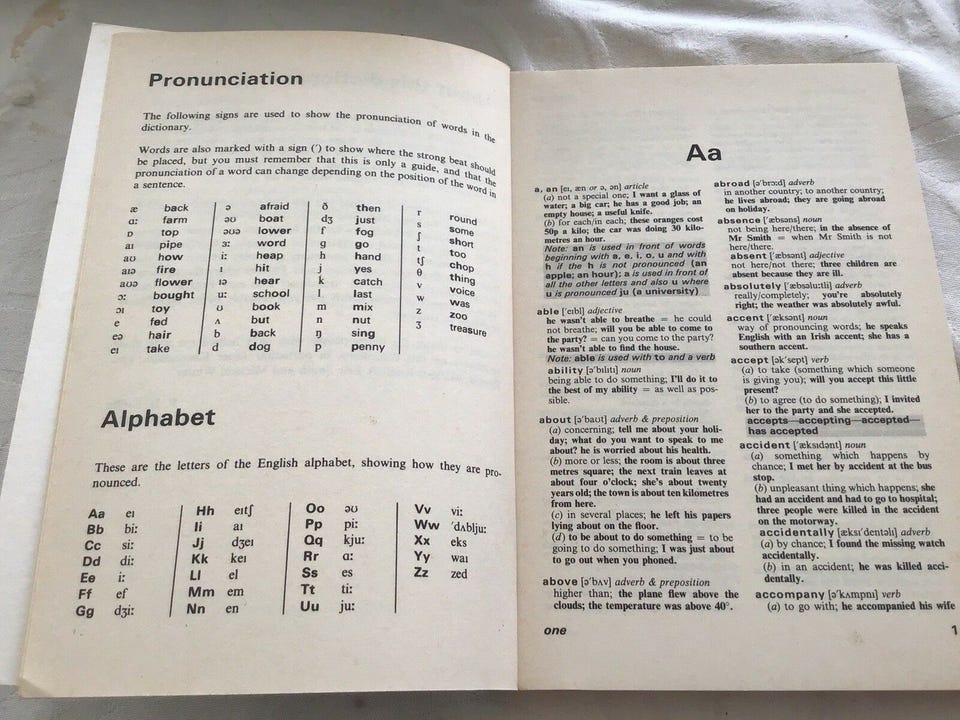 Pronunciation
The following signs are used to show the pronunciation of words in the
dictionary.
Words are also marked with a sign (ˈ) to show where the strong beat should
be placed, but you must remember that this is only a guide, and that the
pronunciation of a word can change depending on the position of the word in
a sentence.
æ back
ɑː farm
ɒ top
aɪ pipe
aʊ how
aɪə fire
aʊə flower
ɔː bought
ɔɪ toy
e fed
eə hair
eɪ take
ə afraid
əʊ boat
əʊə lower
ɜː word
iː heap
ɪ hit
ɪə hear
uː school
ʊ book
ʌ but
b back
d dog
ð then
dʒ just
f fog
g go
h hand
j yes
k catch
l last
m mix
n nut
ŋ sing
p penny
r round
s some
ʃ short
t too
tʃ chop
θ thing
v voice
w was
z zoo
ʒ treasure
Alphabet
These are the letters of the English alphabet, showing how they are pro-
nounced.
Aa eɪ
Bb biː
Cc siː
Dd diː
Ee iː
Ff ef
Gg dʒiː
Hh eɪtʃ
Ii aɪ
Jj dʒeɪ
Kk keɪ
Ll el
Mm em
Nn en
Oo əʊ
Pp piː
Qq kjuː
Rr ɑː
Ss es
Tt tiː
Uu juː
Vv viː
Ww ˈdʌbljuː
Xx eks
Yy waɪ
Zz zed
Aa
a, an [eɪ, æn or ə, ən] article
(a) not a special one; I want a glass of
water; a big car; he has a good job; an
empty house; a useful knife.
(b) for each/in each; these oranges cost
50p a kilo; the car was doing 30 kilo-
metres an hour.
Note: an is used in front of words
beginning with a, e, i, o, u and with
h if the h is not pronounced (an
apple; an hour); a is used in front of
all the other letters and also u where
u is pronounced ju (a university)
able [ˈeɪbl] adjective
he wasn't able to breathe = he could
not breathe; will you be able to come to
the party? = can you come to the party?
he wasn't able to find the house.
Note: able is used with to and a verb
ability [əˈbɪlɪtɪ] noun
being able to do something; I'll do it to
the best of my ability = as well as pos-
sible.
about [əˈbaʊt] adverb & preposition
(a) concerning; tell me about your holi-
day; what do you want to speak to me
about? he is worried about his health.
(b) more or less; the room is about three
metres square; the next train leaves at
about four o'clock; she's about twenty
years old; the town is about ten kilometres
from here.
(c) in several places; he left his papers
lying about on the floor.
(d) to be about to do something = to be
going to do something; I was just about
to go out when you phoned.
above [əˈbʌv] adverb & preposition
higher than; the plane flew above the
clouds; the temperature was above 40°.
one
abroad [əˈbrɔːd] adverb
in another country; to another country;
he lives abroad; they are going abroad
on holiday.
absence [ˈæbsəns] noun
not being here/there; in the absence of
Mr Smith = when Mr Smith is not
here/there.
absent [ˈæbsənt] adjective
not here/not there; three children are
absent because they are ill.
absolutely [ˈæbsəluːtlɪ] adverb
really/completely; you're absolutely
right; the weather was absolutely awful.
accent [ˈæksənt] noun
way of pronouncing words; he speaks
English with an Irish accent; she has a
southern accent.
accept [əkˈsept] verb
(a) to take (something which someone
is giving you); will you accept this little
present?
(b) to agree (to do something); I invited
her to the party and she accepted.
accepts—accepting—accepted—
has accepted
accident [ˈæksɪdənt] noun
(a) something which happens by
chance; I met her by accident at the bus
stop.
(b) unpleasant thing which happens; she
had an accident and had to go to hospital;
three people were killed in the accident
on the motorway.
accidentally [æksɪˈdentəlɪ] adverb
(a) by chance; I found the missing watch
accidentally.
(b) in an accident; he was killed acci-
dentally.
accompany [əˈkʌmpnɪ] verb
(a) to go with; he accompanied his wife
1